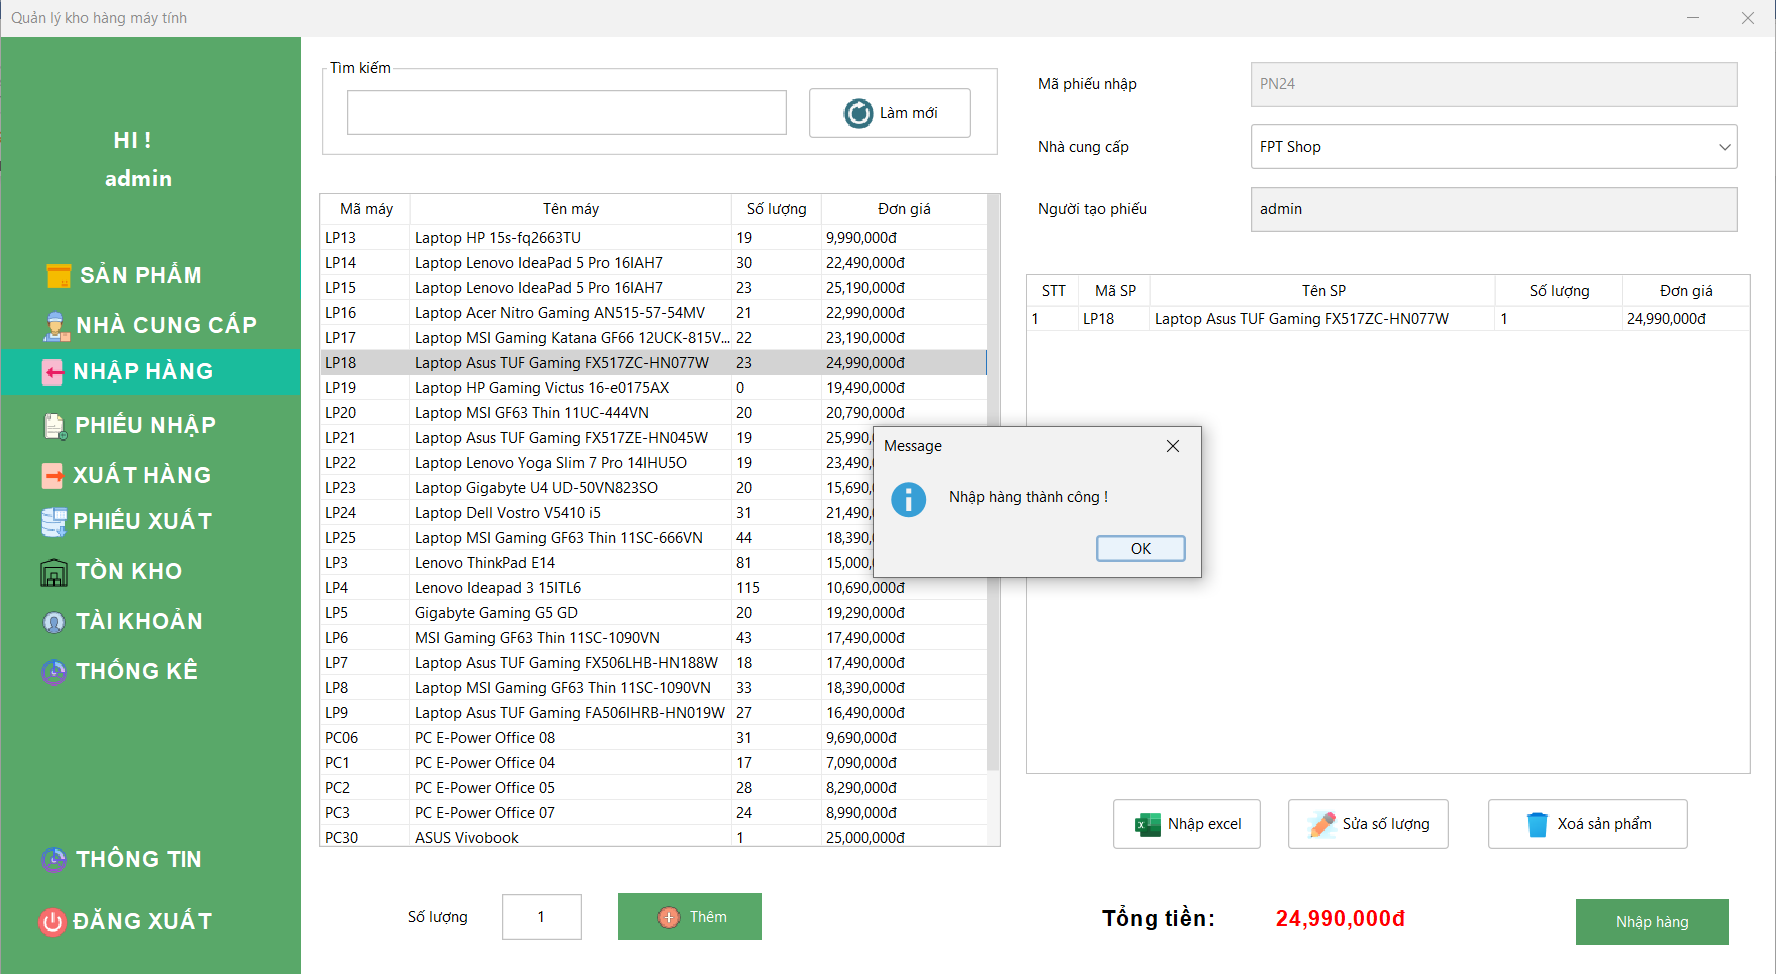 Quản lý kho hàng máy tính
HI !
admin
SẢN PHẨM
NHÀ CUNG CẤP
NHẬP HÀNG
PHIẾU NHẬP
XUẤT HÀNG
PHIẾU XUẤT
TỒN KHO
TÀI KHOẢN
THỐNG KÊ
THÔNG TIN
ĐĂNG XUẤT
Tìm kiếm
Làm mới
Mã máy Tên máy Số lượng Đơn giá
LP13 Laptop HP 15s-fq2663TU 19 9,990,000đ
LP14 Laptop Lenovo IdeaPad 5 Pro 16IAH7 30 22,490,000đ
LP15 Laptop Lenovo IdeaPad 5 Pro 16IAH7 23 25,190,000đ
LP16 Laptop Acer Nitro Gaming AN515-57-54MV 21 22,990,000đ
LP17 Laptop MSI Gaming Katana GF66 12UCK-815V... 22 23,190,000đ
LP18 Laptop Asus TUF Gaming FX517ZC-HN077W 23 24,990,000đ
LP19 Laptop HP Gaming Victus 16-e0175AX 0 19,490,000đ
LP20 Laptop MSI GF63 Thin 11UC-444VN 20 20,790,000đ
LP21 Laptop Asus TUF Gaming FX517ZE-HN045W 19 25,990,
LP22 Laptop Lenovo Yoga Slim 7 Pro 14IHU5O 19 23,490,
LP23 Laptop Gigabyte U4 UD-50VN823SO 20 15,690,
LP24 Laptop Dell Vostro V5410 i5 31 21,490,
LP25 Laptop MSI Gaming GF63 Thin 11SC-666VN 44 18,390,
LP3 Lenovo ThinkPad E14 81 15,000,
LP4 Lenovo Ideapad 3 15ITL6 115 10,690,000đ
LP5 Gigabyte Gaming G5 GD 20 19,290,000đ
LP6 MSI Gaming GF63 Thin 11SC-1090VN 43 17,490,000đ
LP7 Laptop Asus TUF Gaming FX506LHB-HN188W 18 17,490,000đ
LP8 Laptop MSI Gaming GF63 Thin 11SC-1090VN 33 18,390,000đ
LP9 Laptop Asus TUF Gaming FA506IHRB-HN019W 27 16,490,000đ
PC06 PC E-Power Office 08 31 9,690,000đ
PC1 PC E-Power Office 04 17 7,090,000đ
PC2 PC E-Power Office 05 28 8,290,000đ
PC3 PC E-Power Office 07 24 8,990,000đ
PC30 ASUS Vivobook 1 25,000,000đ
Số lượng 1 Thêm
Mã phiếu nhập PN24
Nhà cung cấp FPT Shop
Người tạo phiếu admin
STT Mã SP Tên SP Số lượng Đơn giá
1 LP18 Laptop Asus TUF Gaming FX517ZC-HN077W 1 24,990,000đ
Message
Nhập hàng thành công !
OK
Nhập excel Sửa số lượng Xoá sản phẩm
Tổng tiền: 24,990,000đ
Nhập hàng